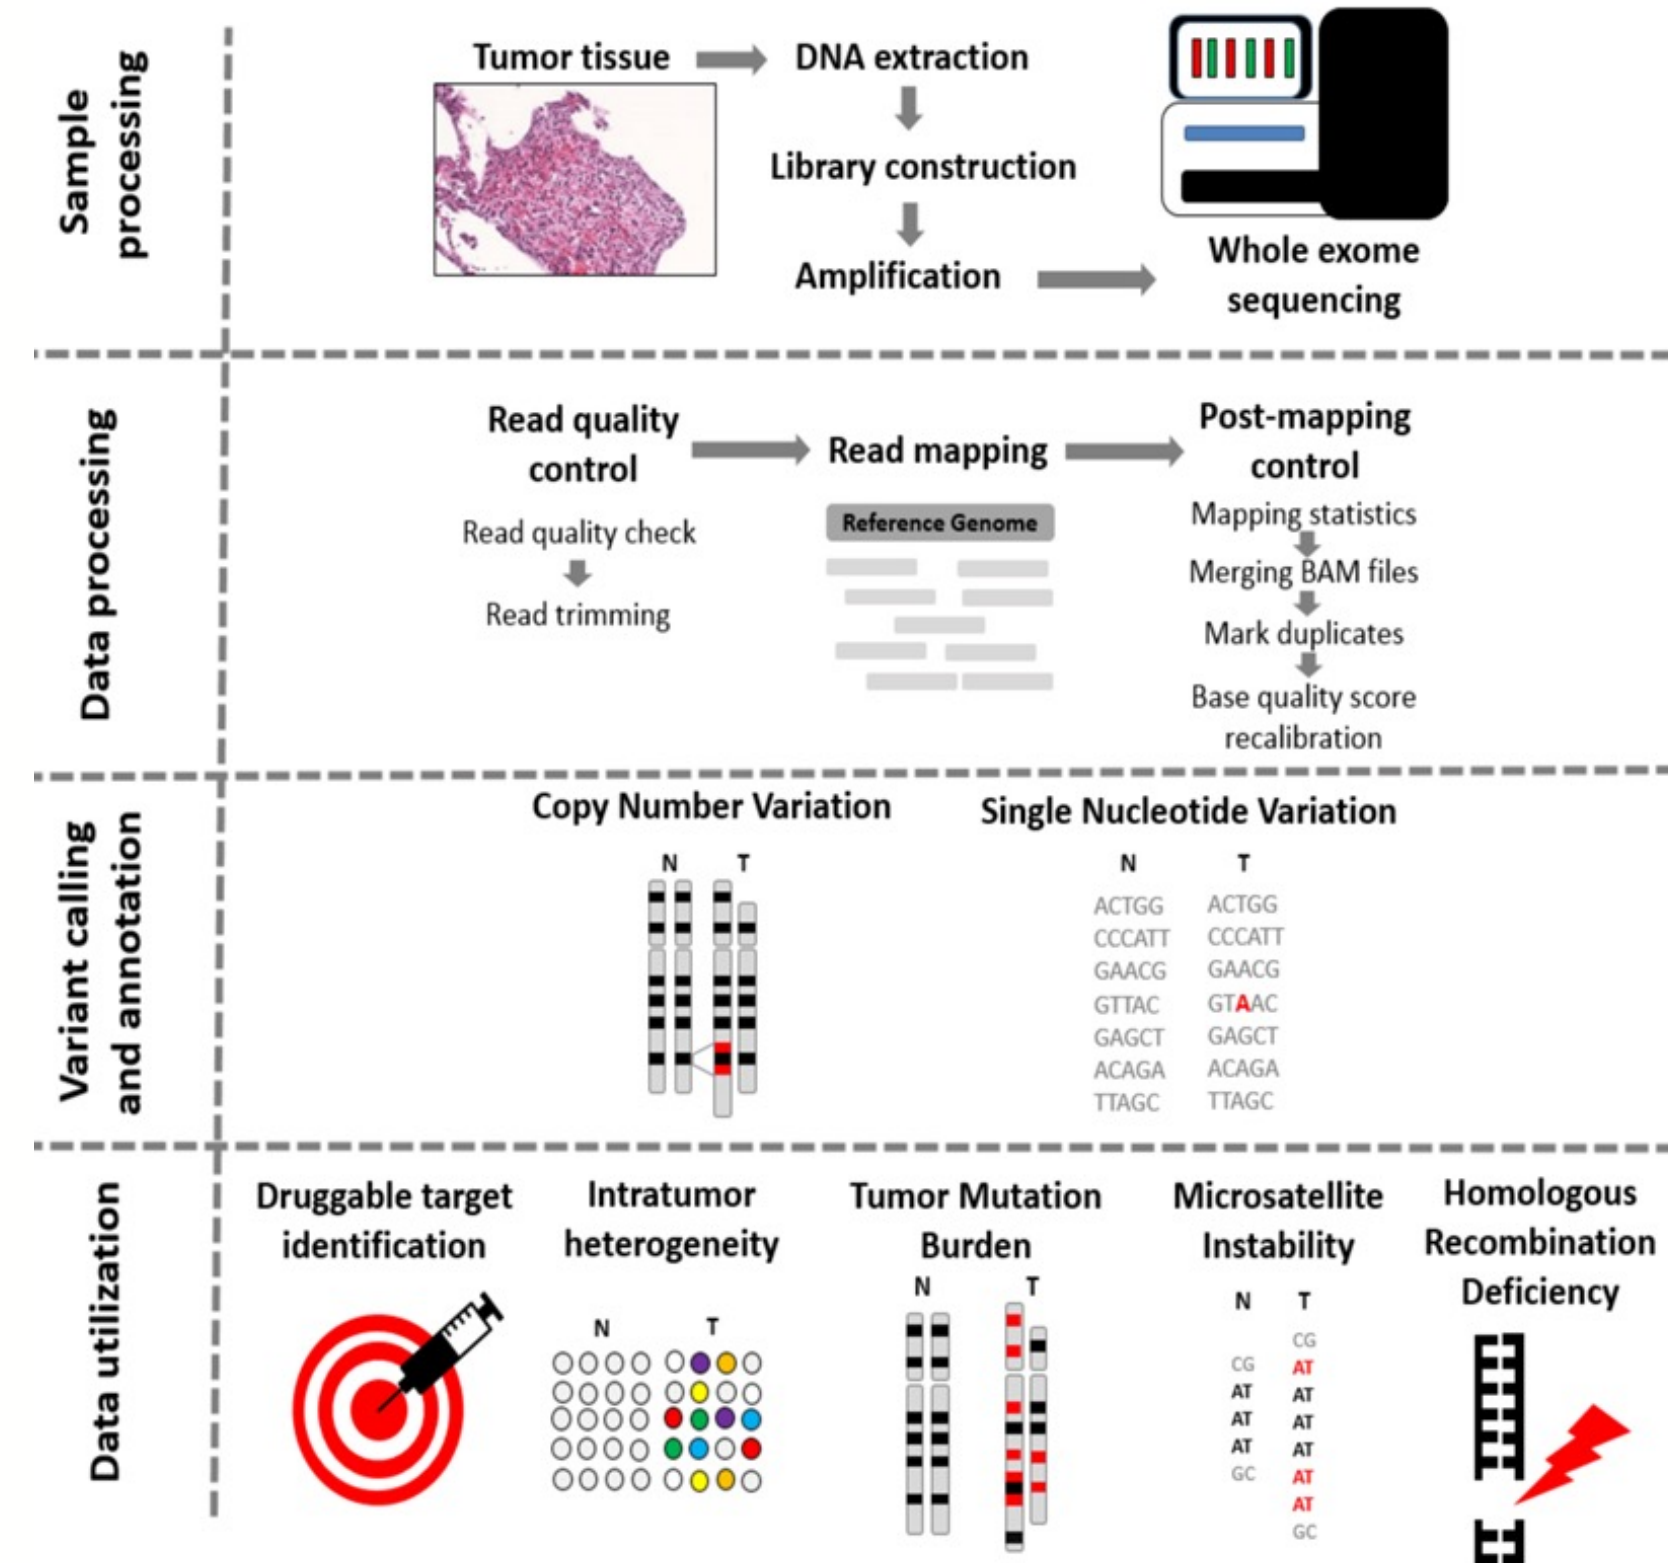 Sample
processing
Tumor tissue
DNA extraction
Library construction
Amplification
Whole exome
sequencing
Data processing
Read quality
control
Read quality check
Read trimming
Read mapping
Reference Genome
Post-mapping
control
Mapping statistics
Merging BAM files
Mark duplicates
Base quality score
recalibration
Variant calling
and annotation
Copy Number Variation
N T
Single Nucleotide Variation
N T
ACTGG ACTGG
CCCATT CCCATT
GAACG GAACG
GTTAC GTAAC
GAGCT GAGCT
ACAGA ACAGA
TTAGC TTAGC
Data utilization
Druggable target
identification
Intratumor
heterogeneity
N T
Tumor Mutation
Burden
N T
Microsatellite
Instability
N T
CG
CG AT
AT AT
AT AT
AT AT
GC AT
AT
GC
Homologous
Recombination
Deficiency